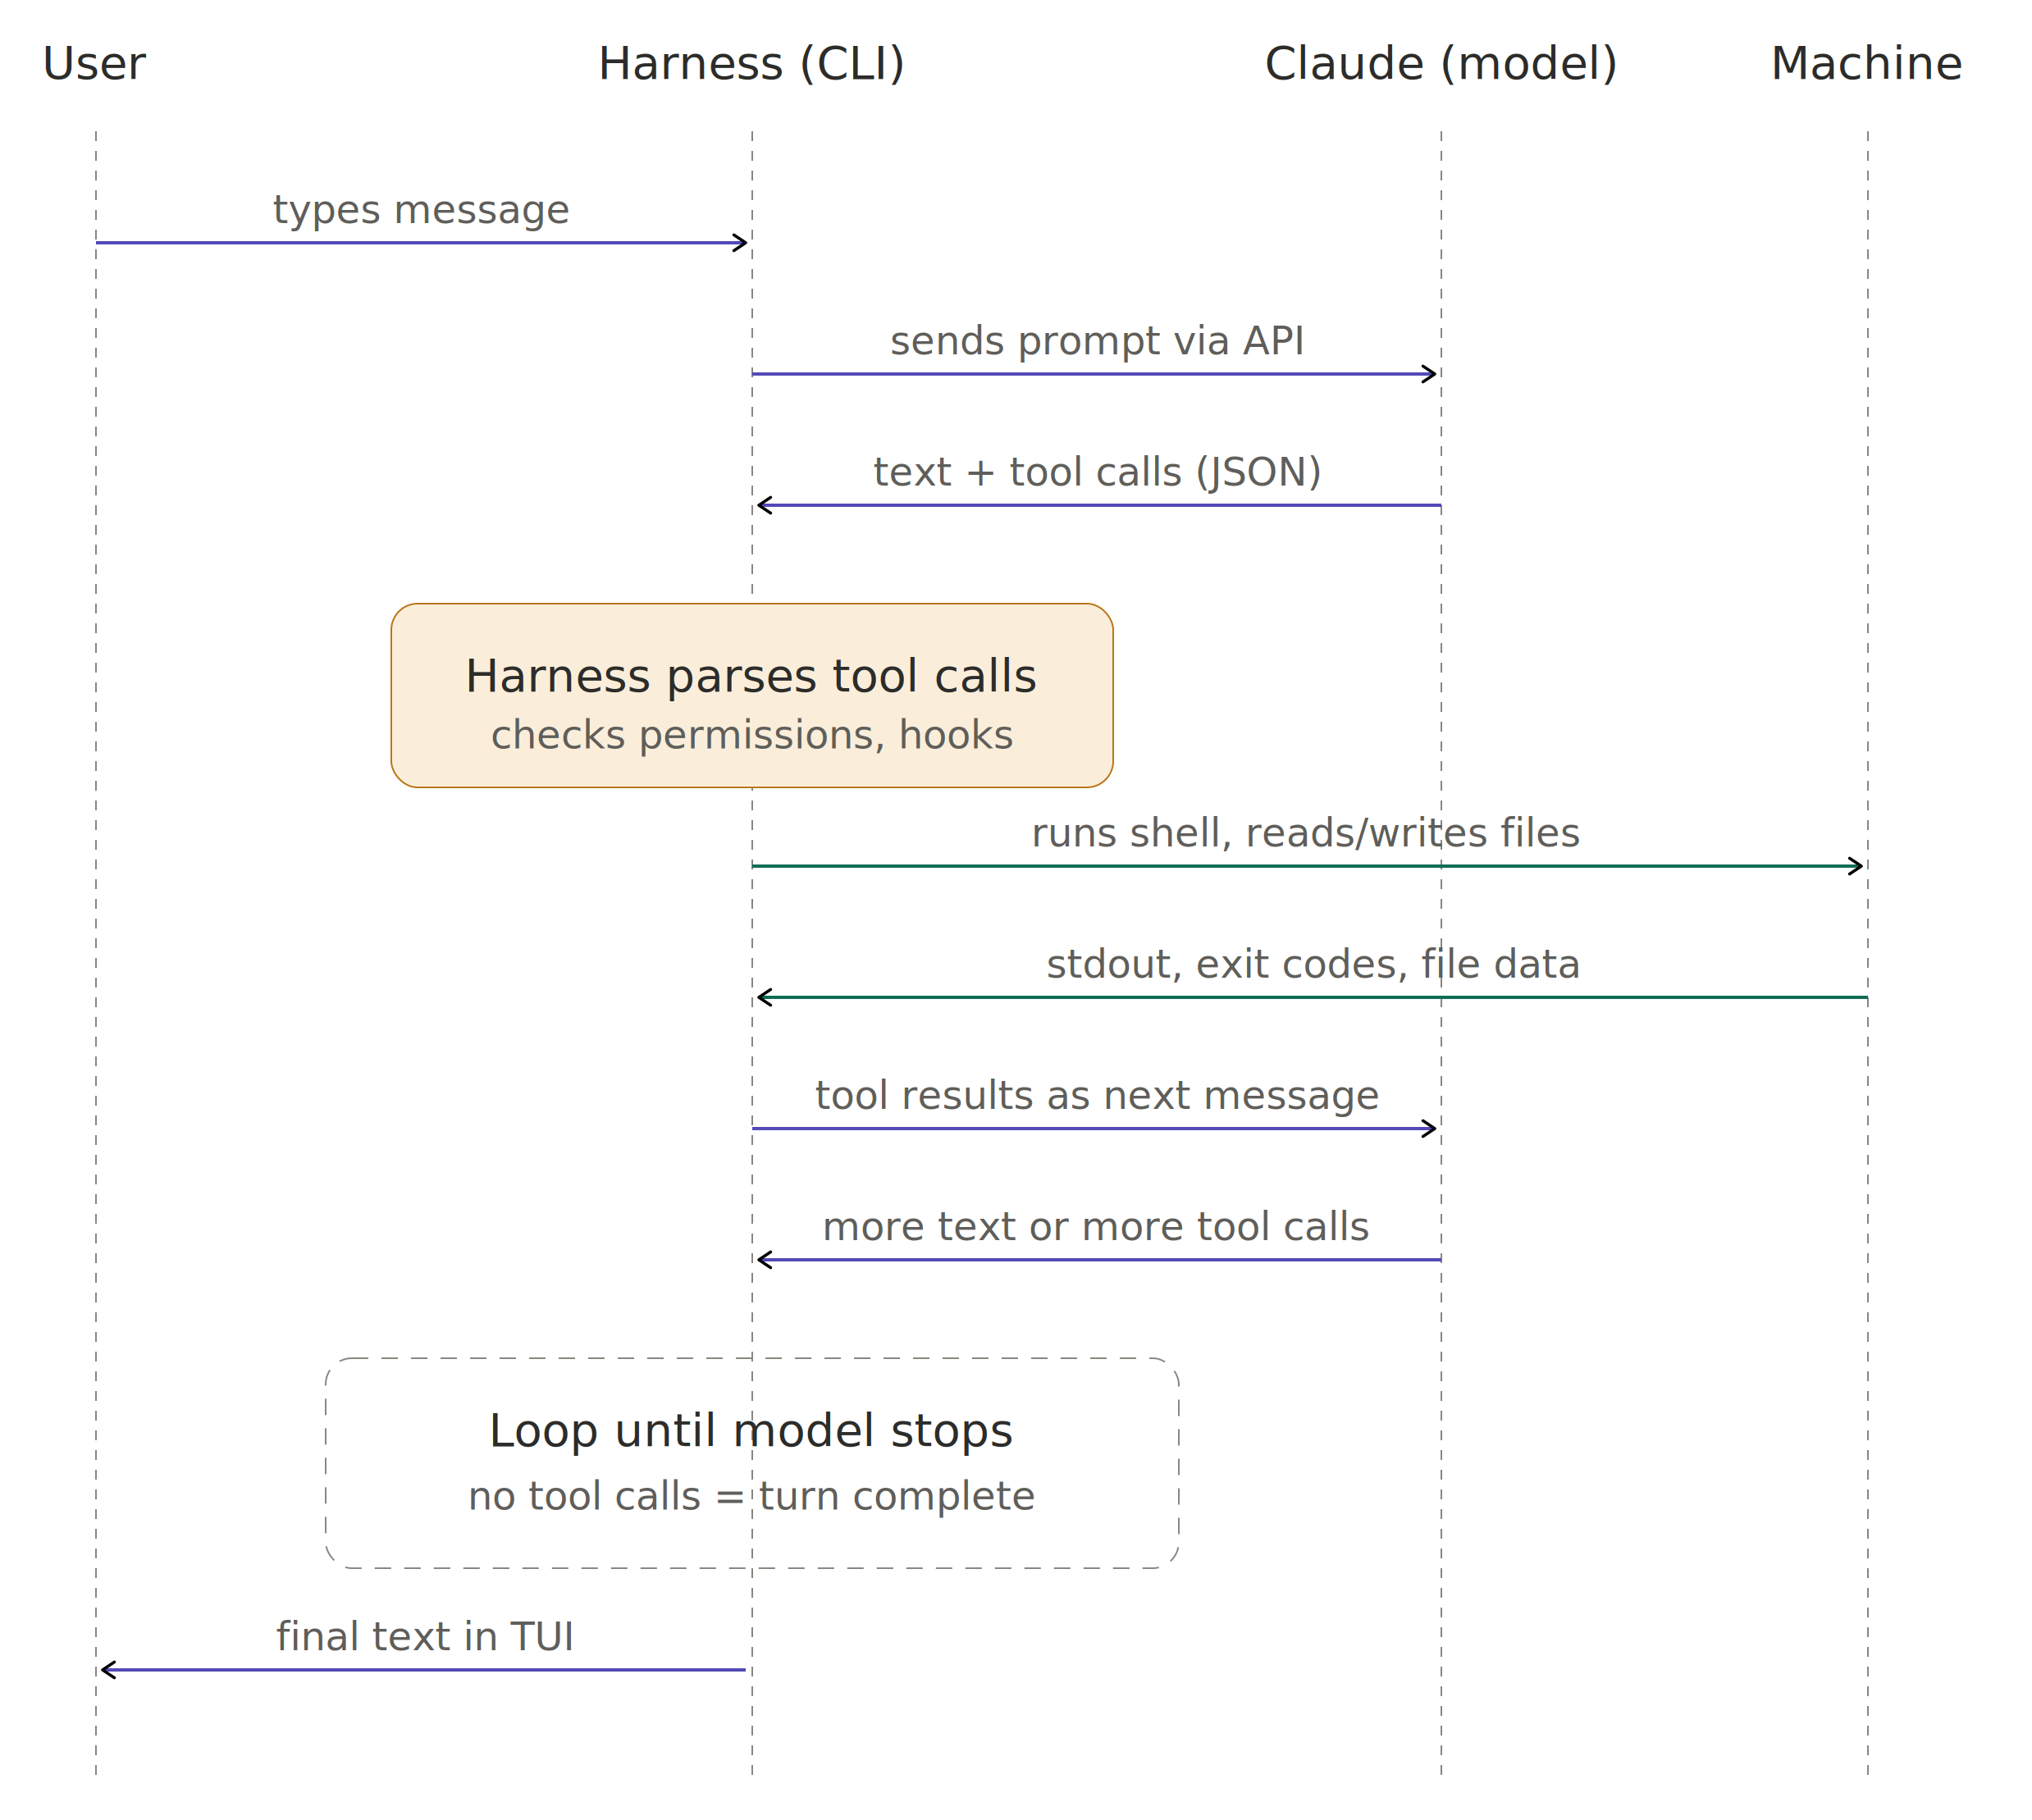 User
Harness (CLI)
Claude (model)
Machine
types message
sends prompt via API
text + tool calls (JSON)
Harness parses tool calls
checks permissions, hooks
runs shell, reads/writes files
stdout, exit codes, file data
tool results as next message
more text or more tool calls
Loop until model stops
no tool calls = turn complete
final text in TUI